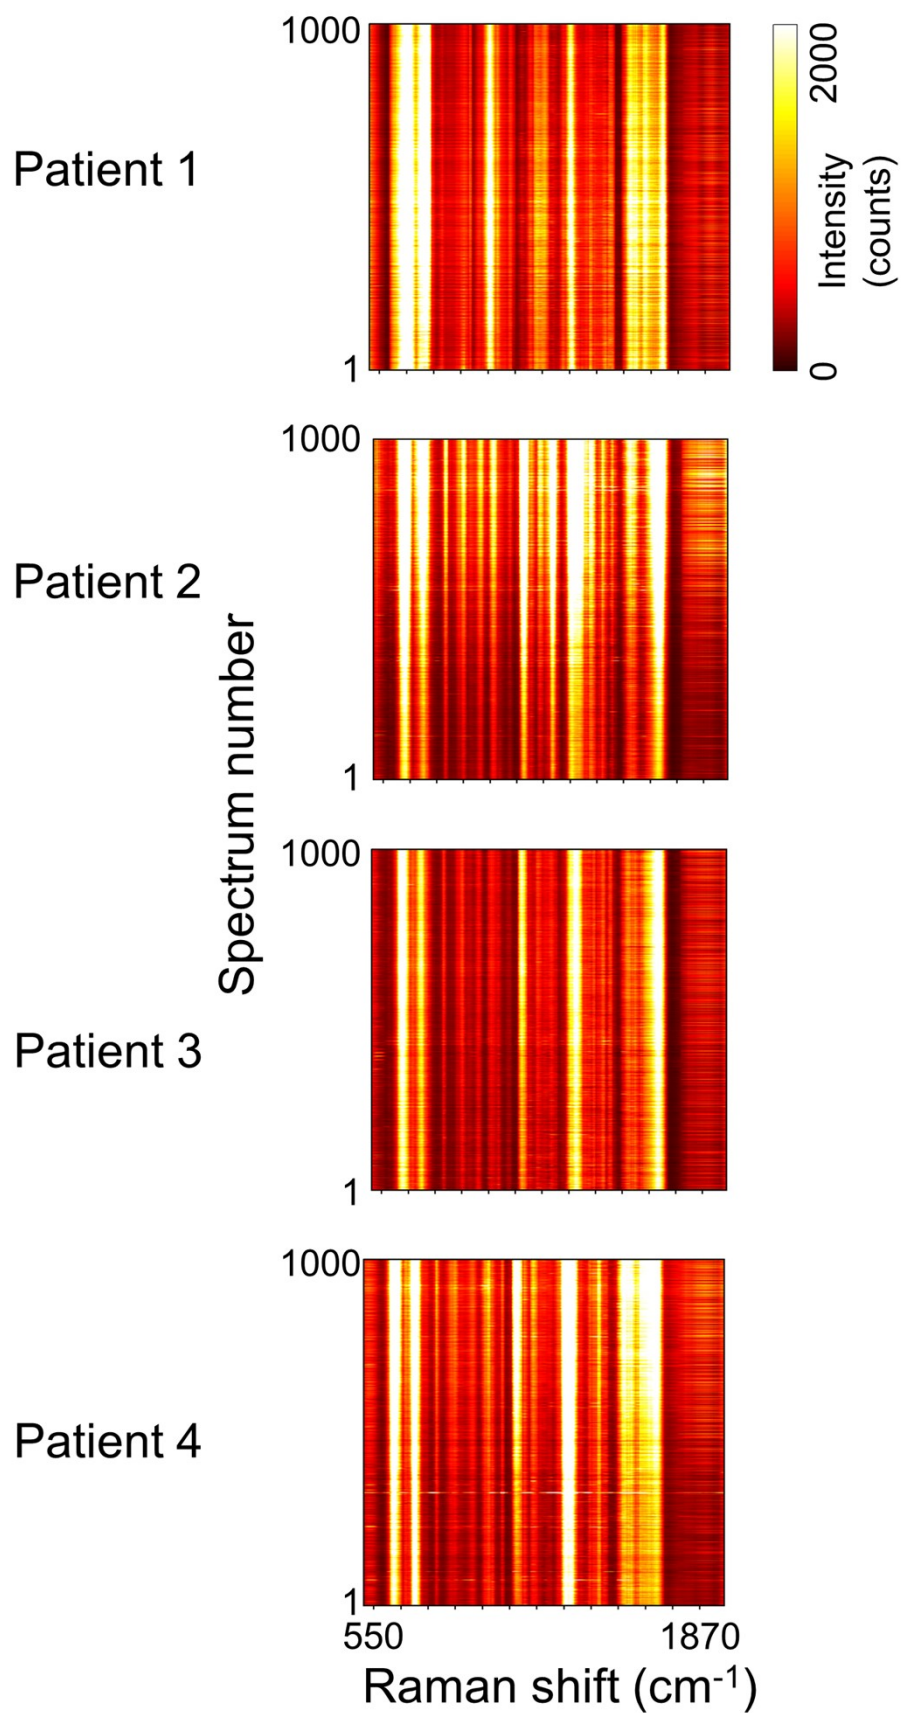 1000
Patient 1
1
2000
Intensity
(counts)
0
1000
Patient 2
1
Spectrum number
1000
Patient 3
1
1000
Patient 4
1
550 1870
Raman shift (cm-1)